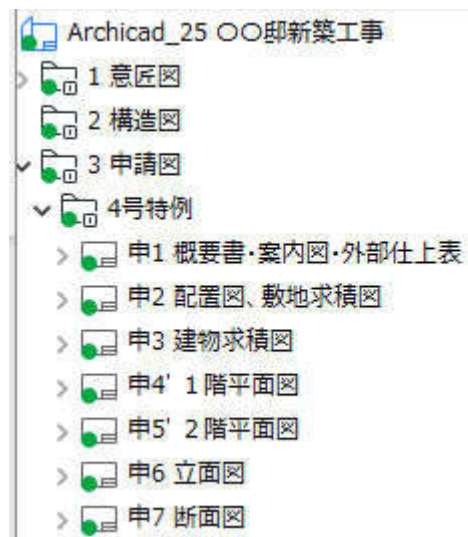 Archicad_25 〇〇邸新築工事
1 意匠図
2 構造図
3 申請図
4号特例
申1 概要書・案内図・外部仕上表
申2 配置図、敷地求積図
申3 建物求積図
申4' 1階平面図
申5' 2階平面図
申6 立面図
申7 断面図